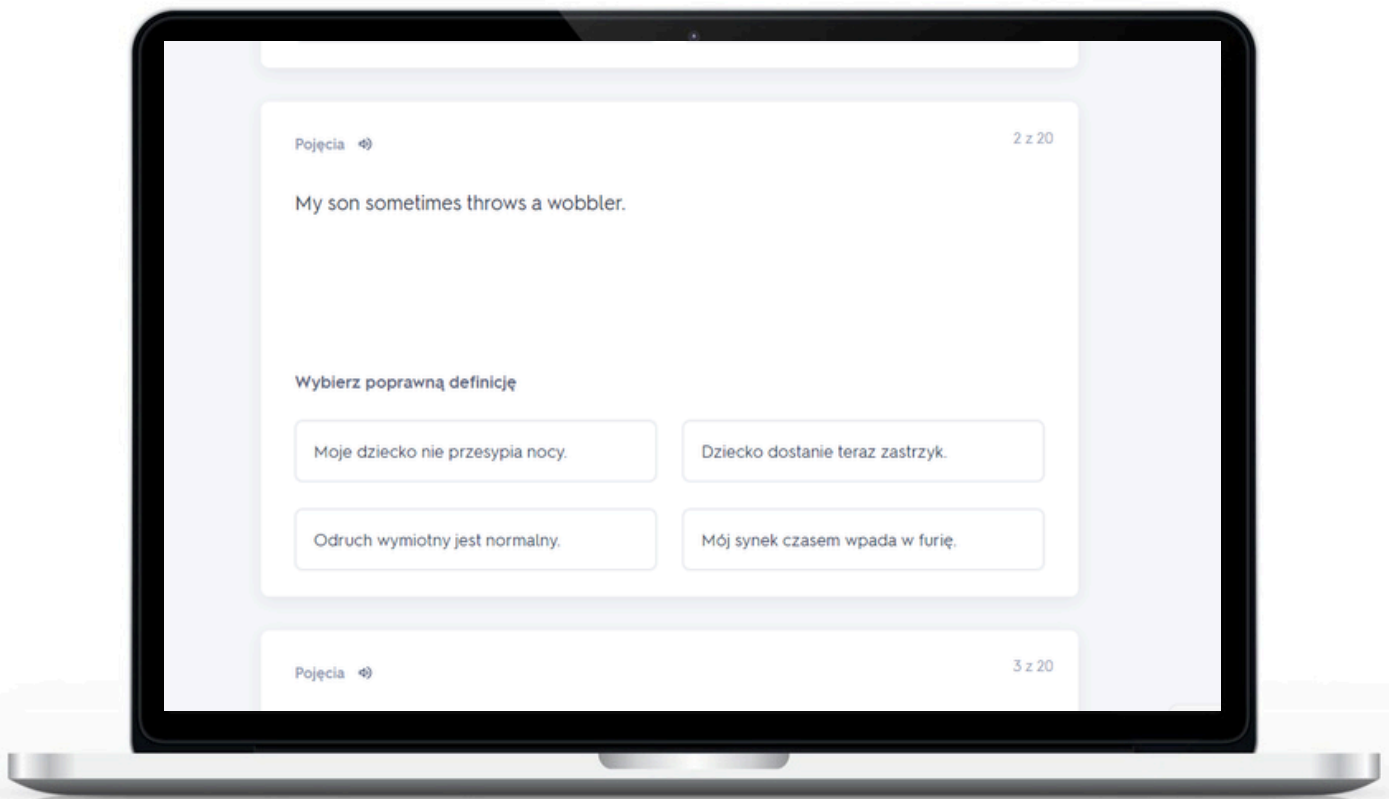 Pojęcia
2 z 20
My son sometimes throws a wobbler.
Wybierz poprawną definicję
Moje dziecko nie przesypia nocy.
Dziecko dostanie teraz zastrzyk.
Odruch wymiotny jest normalny.
Mój synek czasem wpada w furię.
Pojęcia
3 z 20